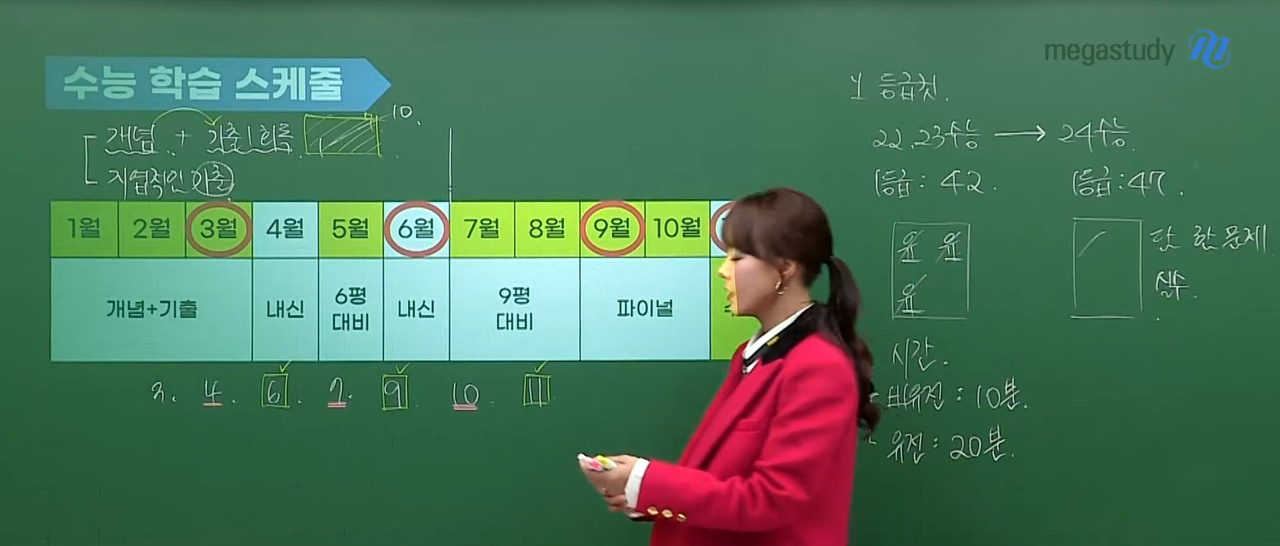 megastudy
수능 학습 스케줄
개념 + 기출 1회독
10.
지엽적인 기출
1월 2월 3월 4월 5월 6월 7월 8월 9월 10월
개념+기출 내신 6평 대비 내신 9평 대비 파이널
3. 4. 6. 7. 9. 10. 11
1. 등급컷.
22, 23수능 → 24수능.
1등급 : 42.
1등급 : 47.
유 유
유
단 한 문제
실수.
시간.
- 비유전 : 10분.
- 유전 : 20분.